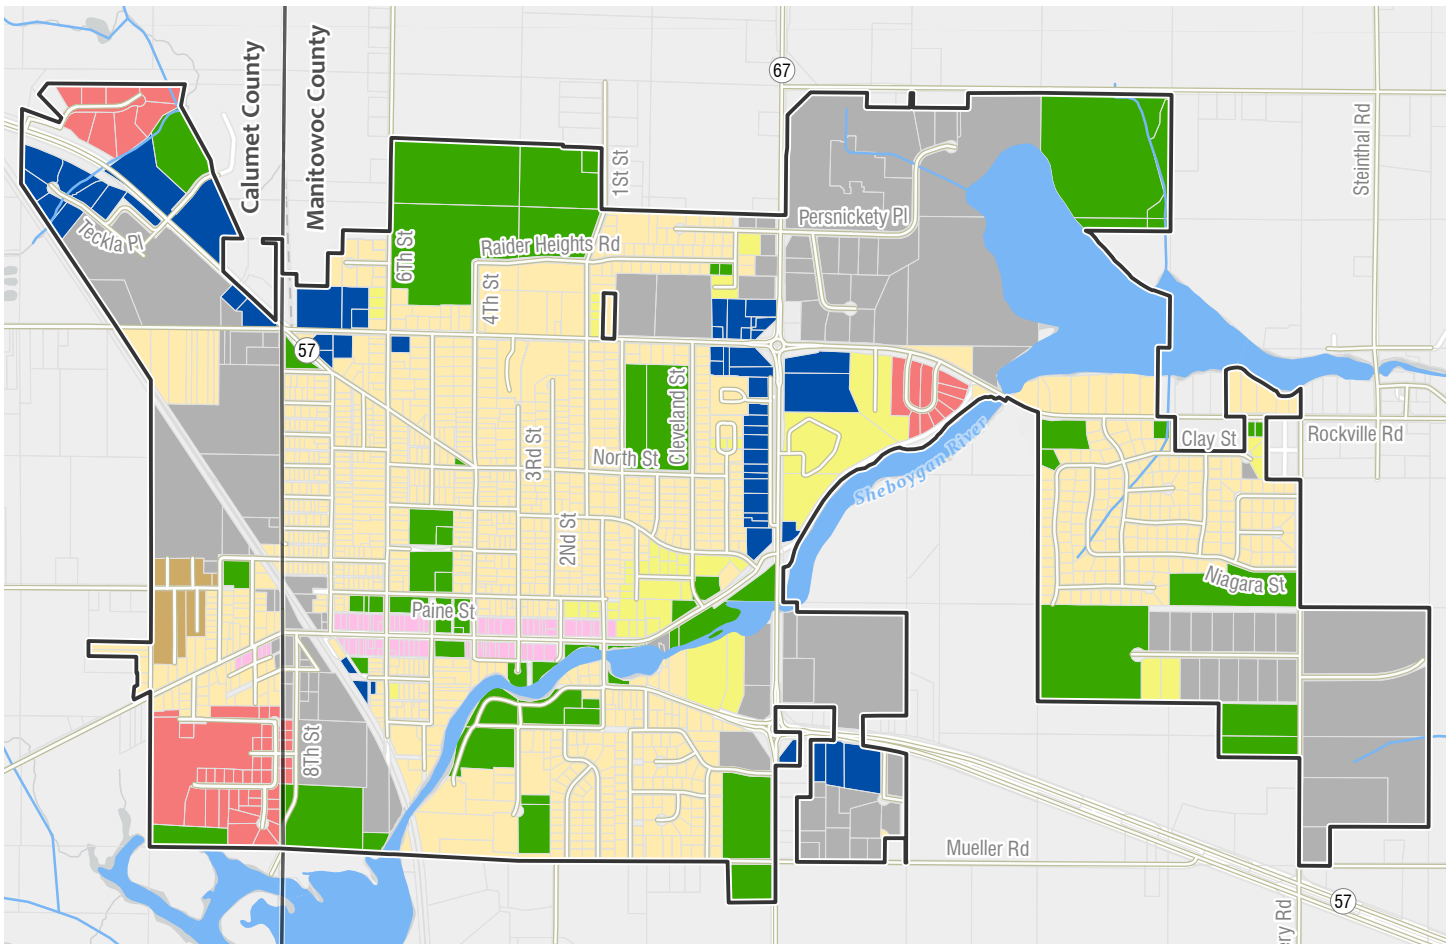 67
Calumet County
Manitowoc County
Steinthal Rd
1St St
Persnickety Pl
Teckla Pl
Raider Heights Rd
6Th St
4Th St
57
Cleveland St
Clay St
Rockville Rd
3Rd St
North St
Sheboygan River
2Nd St
Niagara St
Paine St
8Th St
Mueller Rd
57
Rd